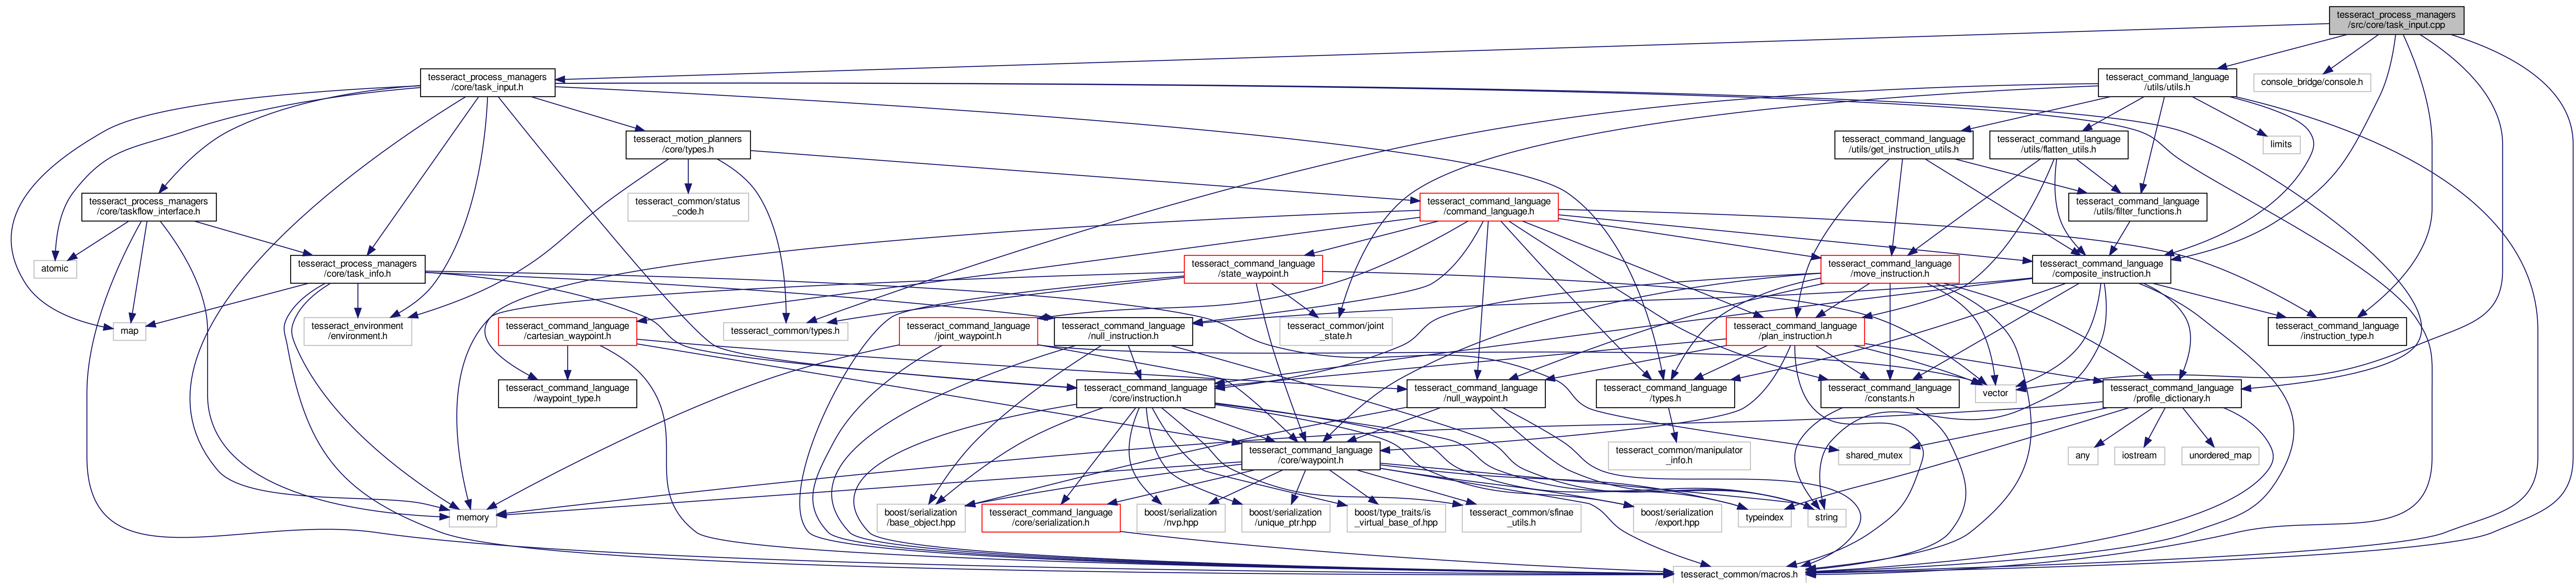 tesseract_process_managers
/src/core/task_input.cpp
tesseract_process_managers
/core/task_input.h
tesseract_command_language
/utils/utils.h
console_bridge/console.h
tesseract_motion_planners
/core/types.h
tesseract_command_language
/utils/get_instruction_utils.h
tesseract_command_language
/utils/flatten_utils.h
limits
tesseract_process_managers
/core/taskflow_interface.h
tesseract_common/status
_code.h
tesseract_command_language
/command_language.h
tesseract_command_language
/utils/filter_functions.h
atomic
tesseract_process_managers
/core/task_info.h
tesseract_command_language
/state_waypoint.h
tesseract_command_language
/move_instruction.h
tesseract_command_language
/composite_instruction.h
map
tesseract_environment
/environment.h
tesseract_command_language
/cartesian_waypoint.h
tesseract_common/types.h
tesseract_command_language
/joint_waypoint.h
tesseract_command_language
/null_instruction.h
tesseract_common/joint
_state.h
tesseract_command_language
/plan_instruction.h
tesseract_command_language
/instruction_type.h
tesseract_command_language
/waypoint_type.h
tesseract_command_language
/core/instruction.h
tesseract_command_language
/null_waypoint.h
tesseract_command_language
/types.h
tesseract_command_language
/constants.h
vector
tesseract_command_language
/profile_dictionary.h
tesseract_command_language
/core/waypoint.h
tesseract_common/manipulator
_info.h
shared_mutex
any
iostream
unordered_map
memory
boost/serialization
/base_object.hpp
tesseract_command_language
/core/serialization.h
boost/serialization
/nvp.hpp
boost/serialization
/unique_ptr.hpp
boost/type_traits/is
_virtual_base_of.hpp
tesseract_common/sfinae
_utils.h
boost/serialization
/export.hpp
typeindex
string
tesseract_common/macros.h